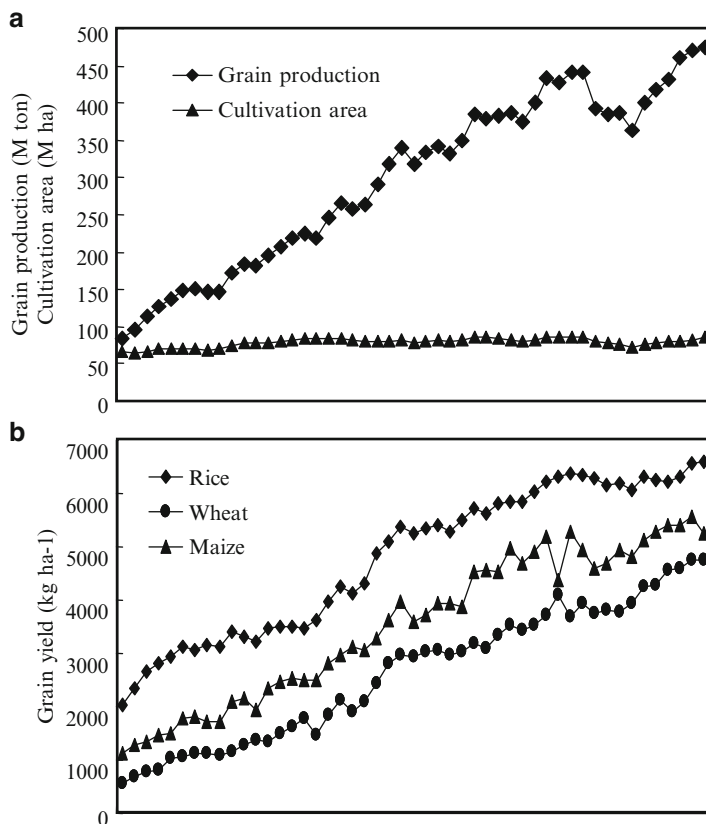 a
500
450
400
350
300
250
200
150
100
50
0
Grain production (M ton)
Cultivation area (M ha)
Grain production
Cultivation area
b
7000
6000
5000
4000
3000
2000
1000
0
Grain yield (kg ha-1)
Rice
Wheat
Maize